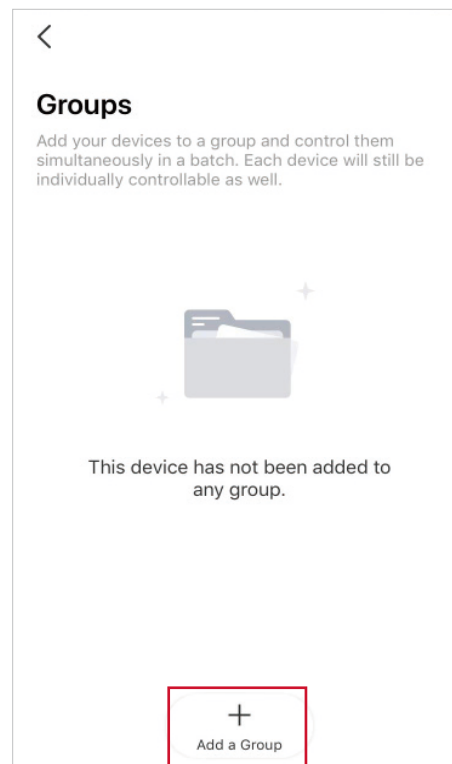 Groups
Add your devices to a group and control them
simultaneously in a batch. Each device will still be
individually controllable as well.
This device has not been added to
any group.
Add a Group